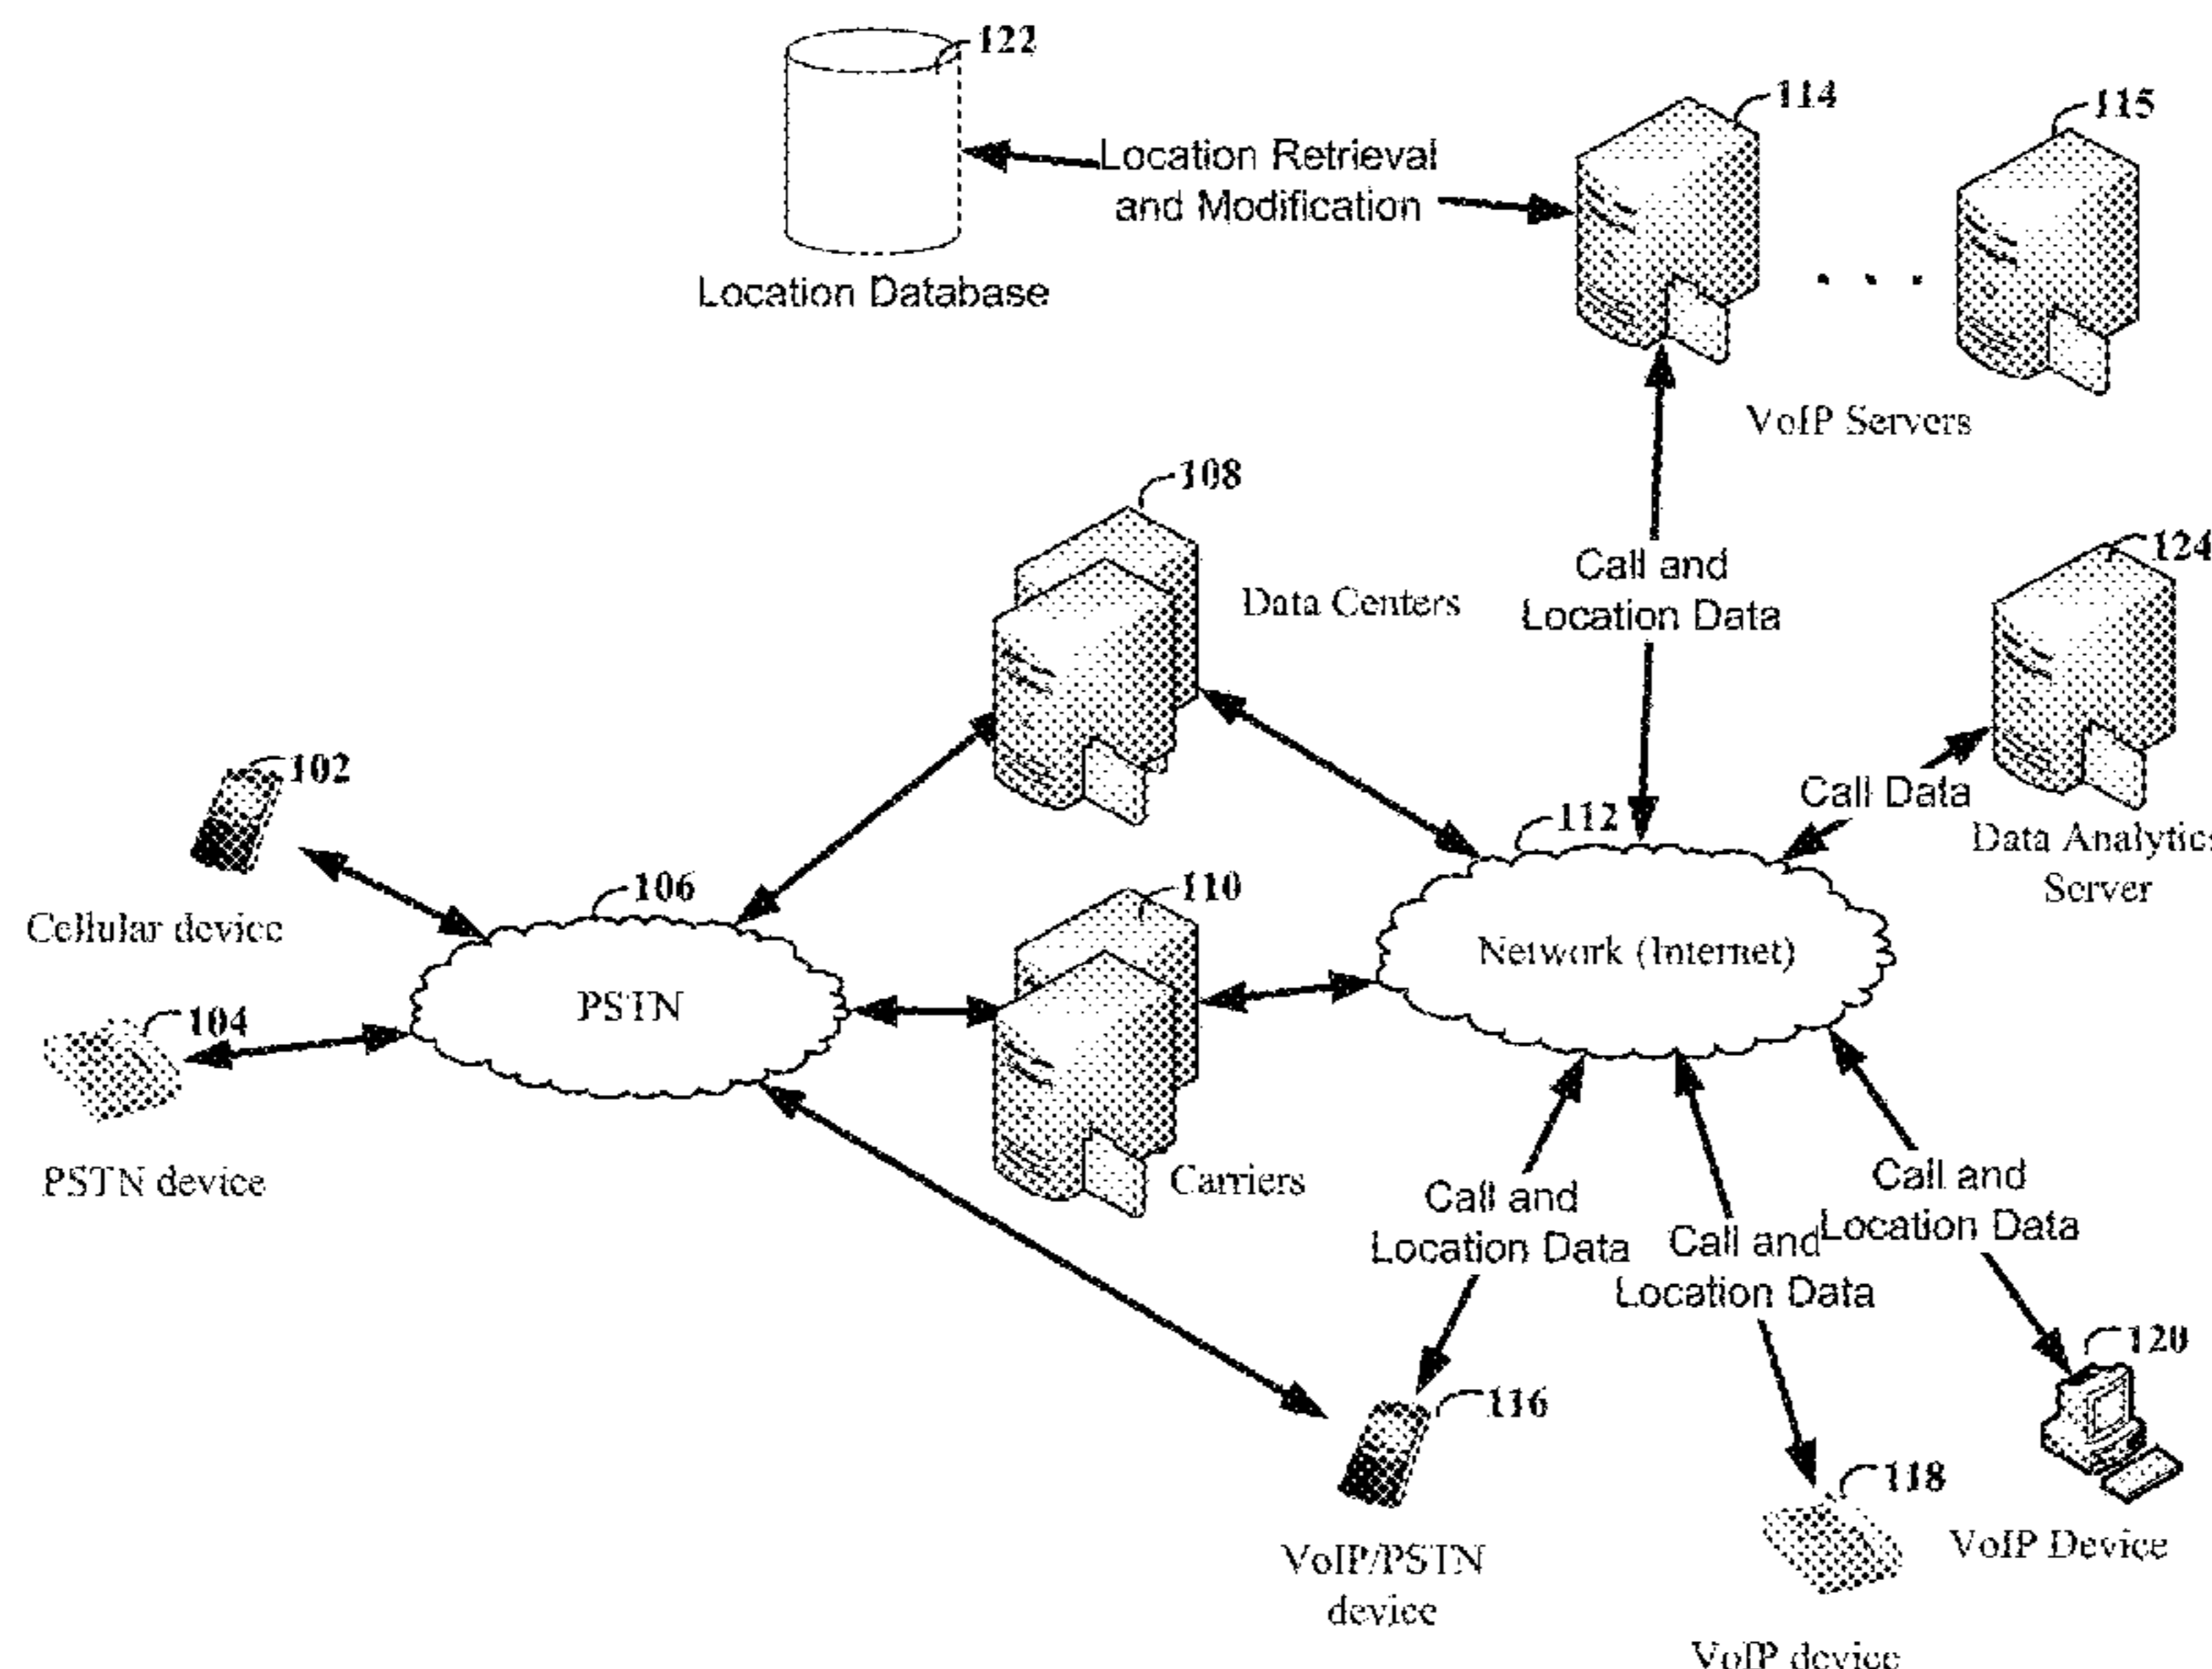 122
114
115
Location Retrieval
and Modification
Location Database
VoIP Servers
108
Data Centers
Call and
Location Data
124
Call Data
Data Analytics
Server
102
Cellular device
106
PSTN
104
PSTN device
110
Carriers
112
Network (Internet)
Call and
Location Data
Call and
Location Data
Call and
Location Data
116
VoIP/PSTN
device
118
VoIP device
120
VoIP Device